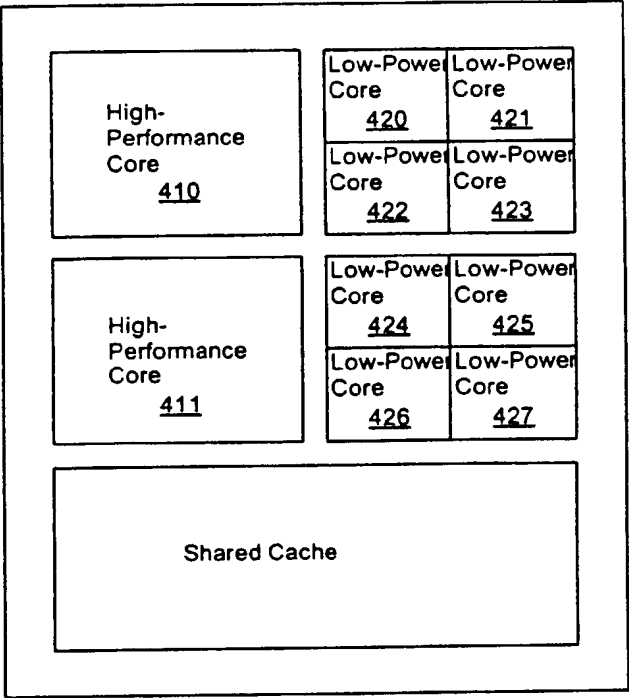 High-
Performance
Core
410
Low-Power
Core
420
Low-Power
Core
421
Low-Power
Core
422
Low-Power
Core
423
High-
Performance
Core
411
Low-Power
Core
424
Low-Power
Core
425
Low-Power
Core
426
Low-Power
Core
427
Shared Cache